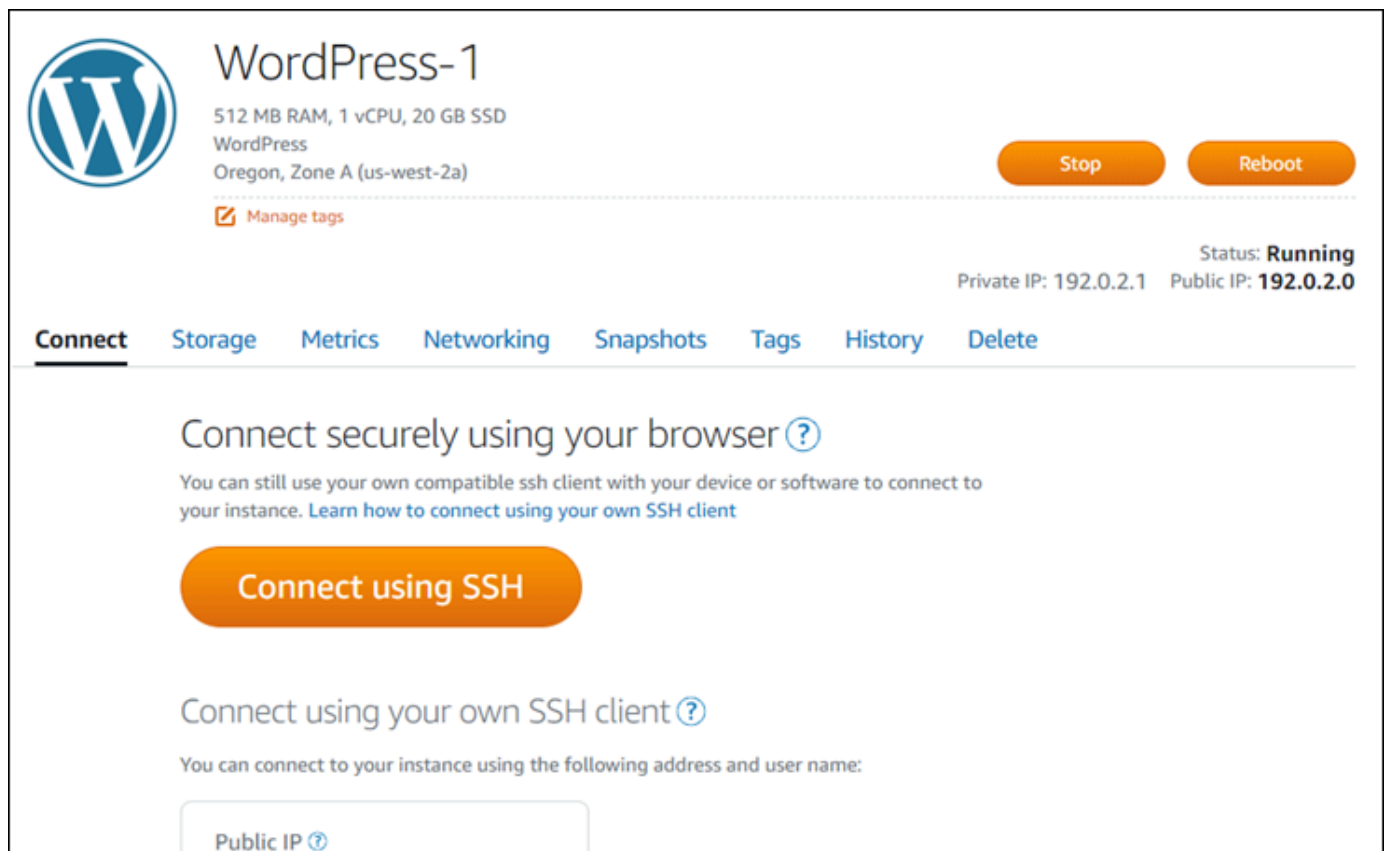 WordPress-1
512 MB RAM, 1 vCPU, 20 GB SSD
WordPress
Oregon, Zone A (us-west-2a)
Stop
Reboot
Manage tags
Status: Running
Private IP: 192.0.2.1 Public IP: 192.0.2.0
Connect Storage Metrics Networking Snapshots Tags History Delete
Connect securely using your browser ?
You can still use your own compatible ssh client with your device or software to connect to
your instance. Learn how to connect using your own SSH client
Connect using SSH
Connect using your own SSH client ?
You can connect to your instance using the following address and user name:
Public IP ?